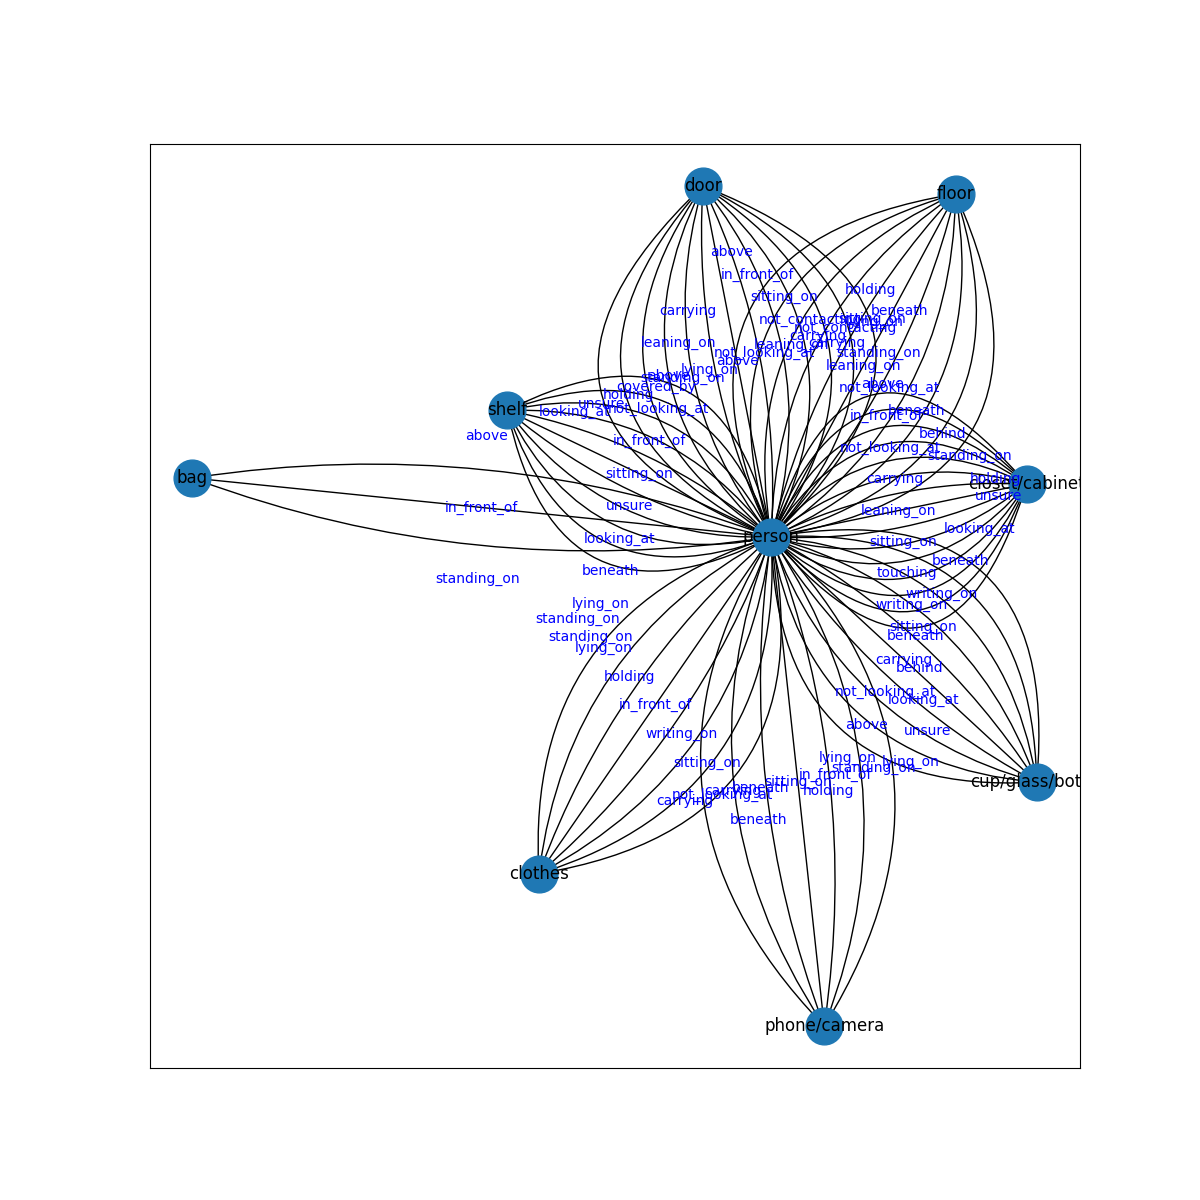 door
floor
above
in_front_of
holding
sitting_on
carrying
beneath
not_contacting
sitting_on
not_contacting
carrying
leaning_on
leaning_on
carrying
not_looking_at
standing_on
above
leaning_on
lying_on
above
standing_on
above
covered_by
not_looking_at
holding
unsure
not_looking_at
shelf
looking_at
beneath
in_front_of
above
behind
in_front_of
not_looking_at
standing_on
sitting_on
bag
carrying
holding
closet/cabinet
unsure
in_front_of
unsure
leaning_on
looking_at
person
looking_at
sitting_on
beneath
beneath
touching
standing_on
writing_on
lying_on
writing_on
standing_on
sitting_on
standing_on
beneath
lying_on
carrying
behind
holding
not_looking_at
looking_at
in_front_of
above
unsure
writing_on
lying_on
lying_on
sitting_on
standing_on
in_front_of
sitting_on
cup/glass/bot
beneath
carrying
holding
not_looking_at
carrying
beneath
clothes
phone/camera